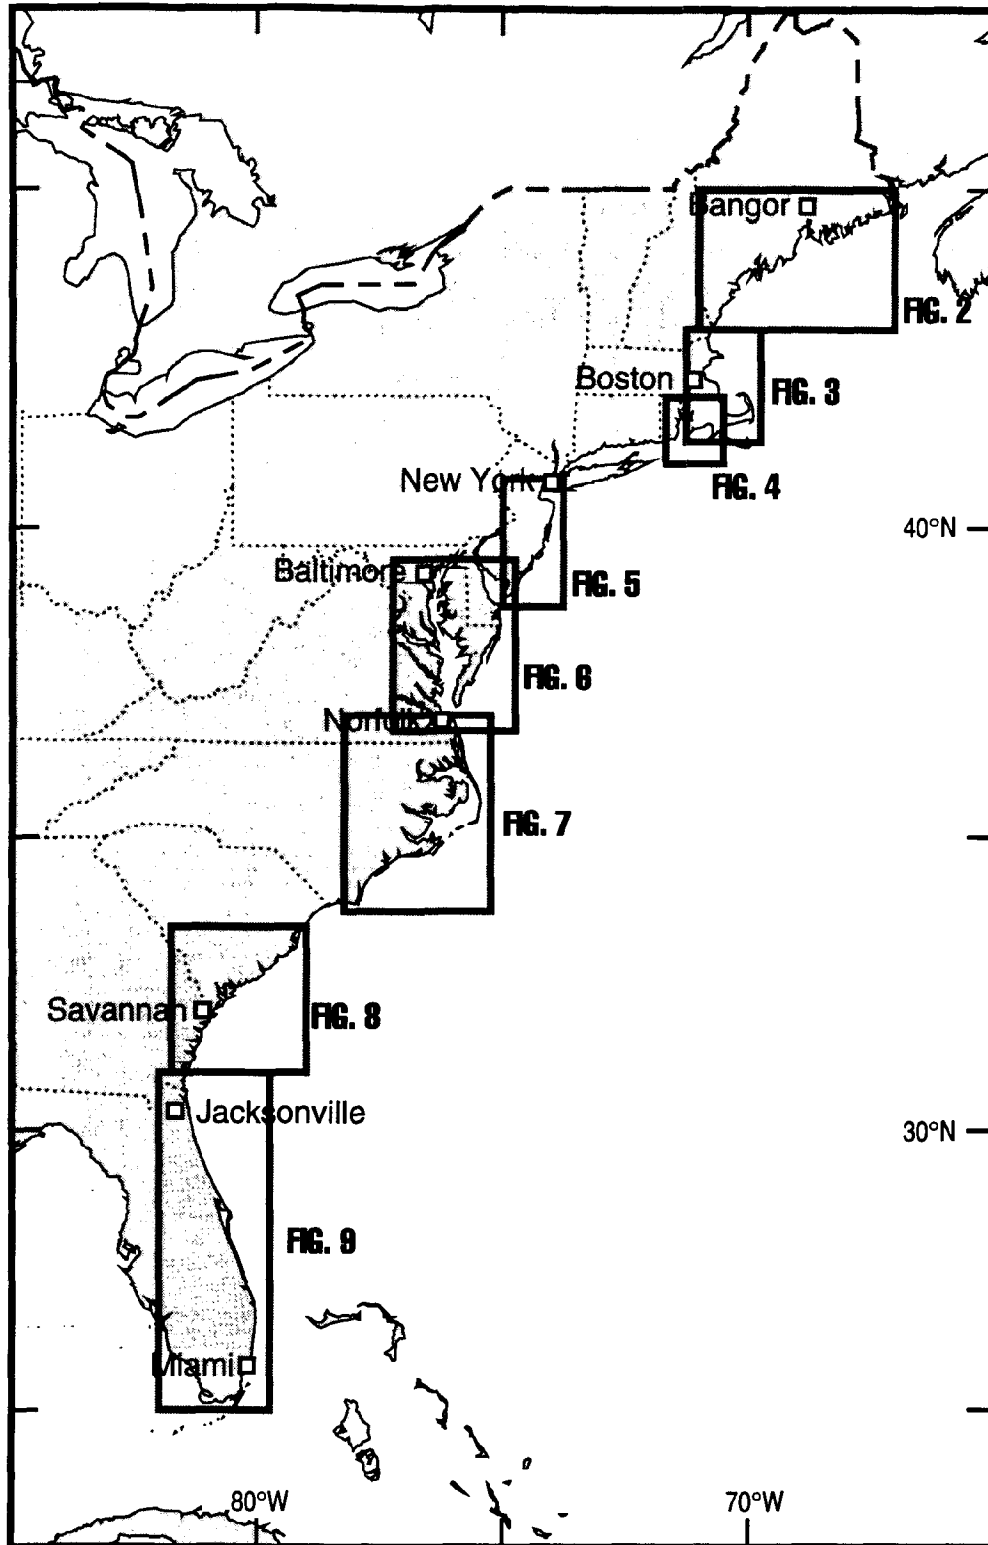 Bangor
FIG. 2
Boston
FIG. 3
New York
FIG. 4
40°N
Baltimore
FIG. 5
FIG. 6
Norfolk
FIG. 7
Savannah
FIG. 8
Jacksonville
30°N
FIG. 9
Miami
80°W
70°W